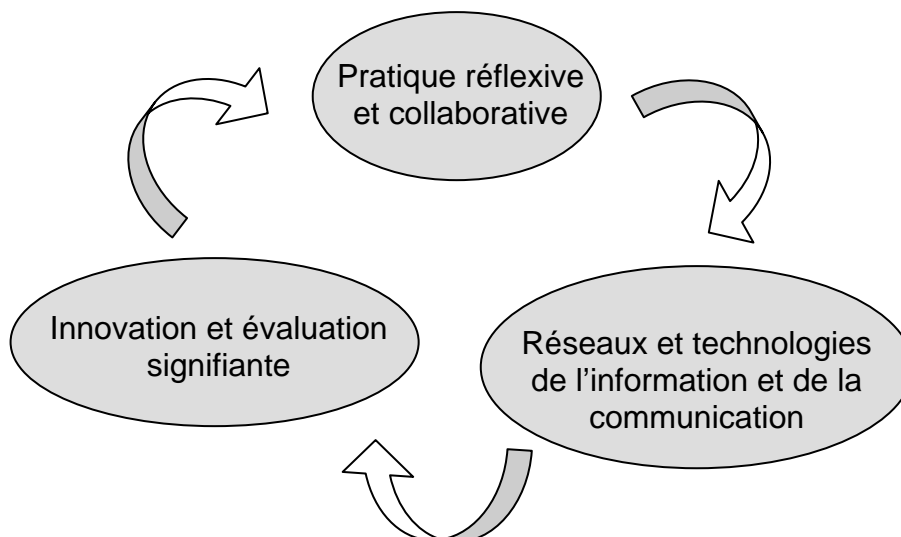 Pratique réflexive
et collaborative
Innovation et évaluation
signifiante
Réseaux et technologies
de l’information et de la
communication